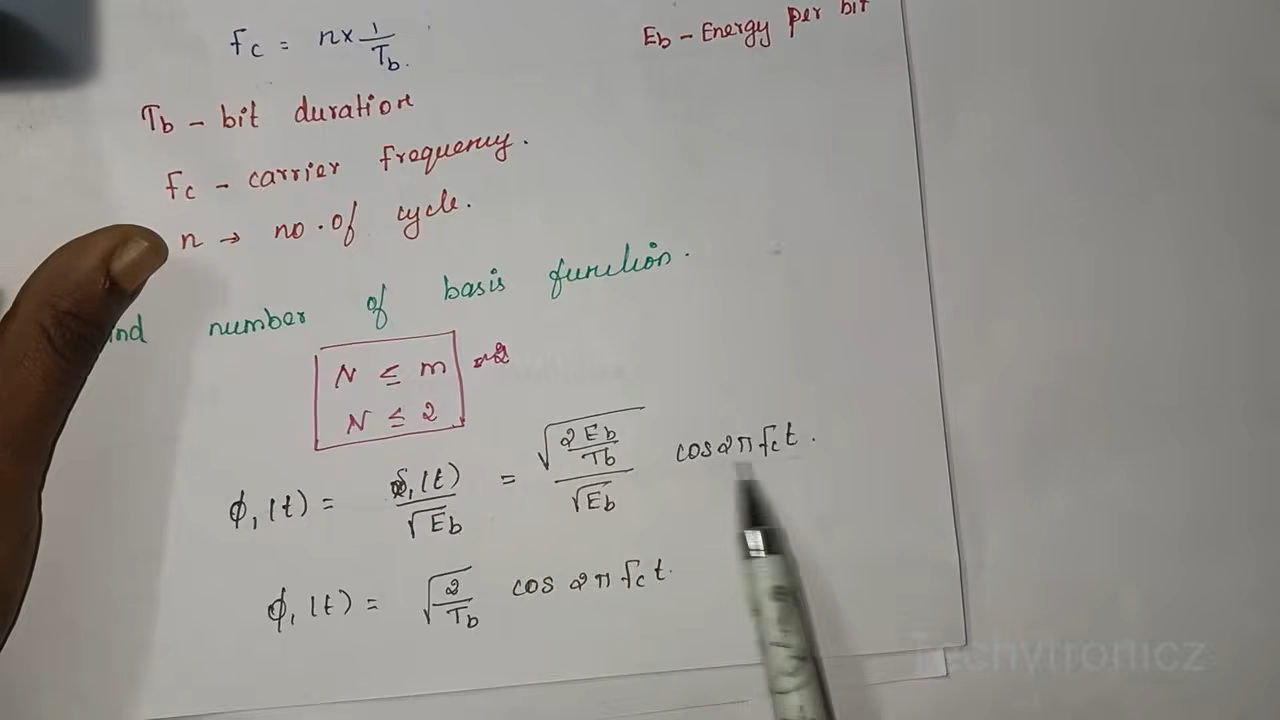 fc = n × 1/Tb.
Eb - Energy per bit
Tb - bit duration
fc - carrier frequency.
n → no. of cycle.
number of basis function.
N ≤ m
N ≤ 2
ϕ1(t) = S1(t)/√Eb = √(2Eb/Tb)/√Eb cos 2π fc t.
ϕ1(t) = √(2/Tb) cos 2π fc t.
Techytronicz